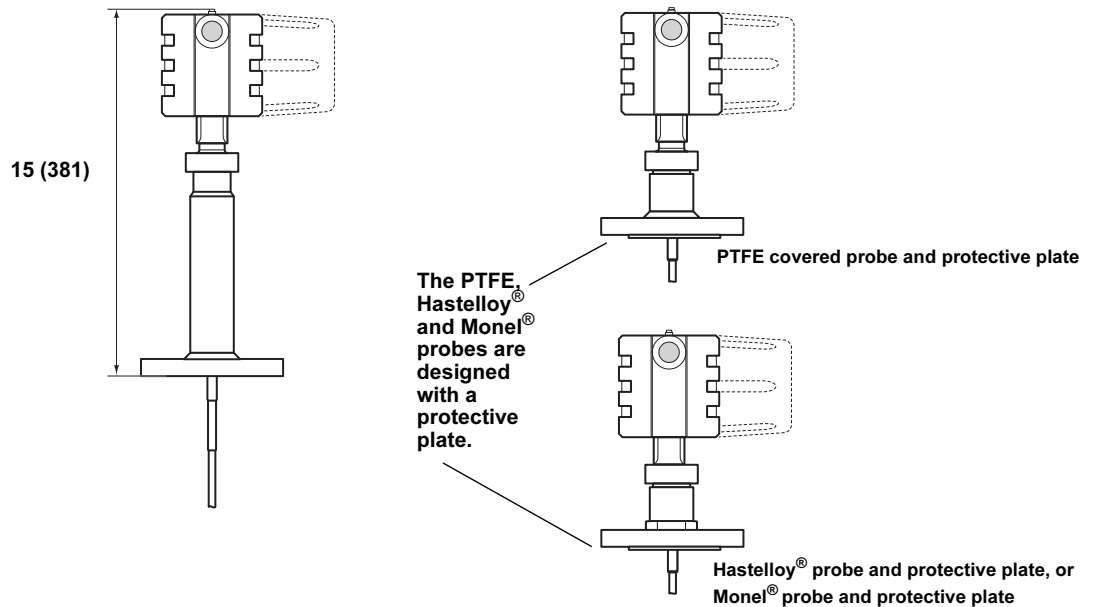 15 (381)
The PTFE,
Hastelloy®
and Monel®
probes are
designed
with a
protective
plate.
PTFE covered probe and protective plate
Hastelloy® probe and protective plate, or
Monel® probe and protective plate